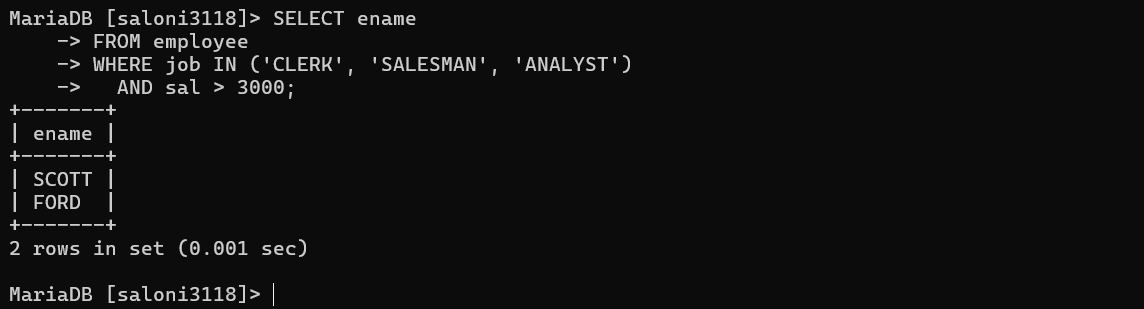 MariaDB [saloni3118]> SELECT ename
    -> FROM employee
    -> WHERE job IN ('CLERK', 'SALESMAN', 'ANALYST')
    ->   AND sal > 3000;
+-------+
| ename |
+-------+
| SCOTT |
| FORD  |
+-------+
2 rows in set (0.001 sec)

MariaDB [saloni3118]>